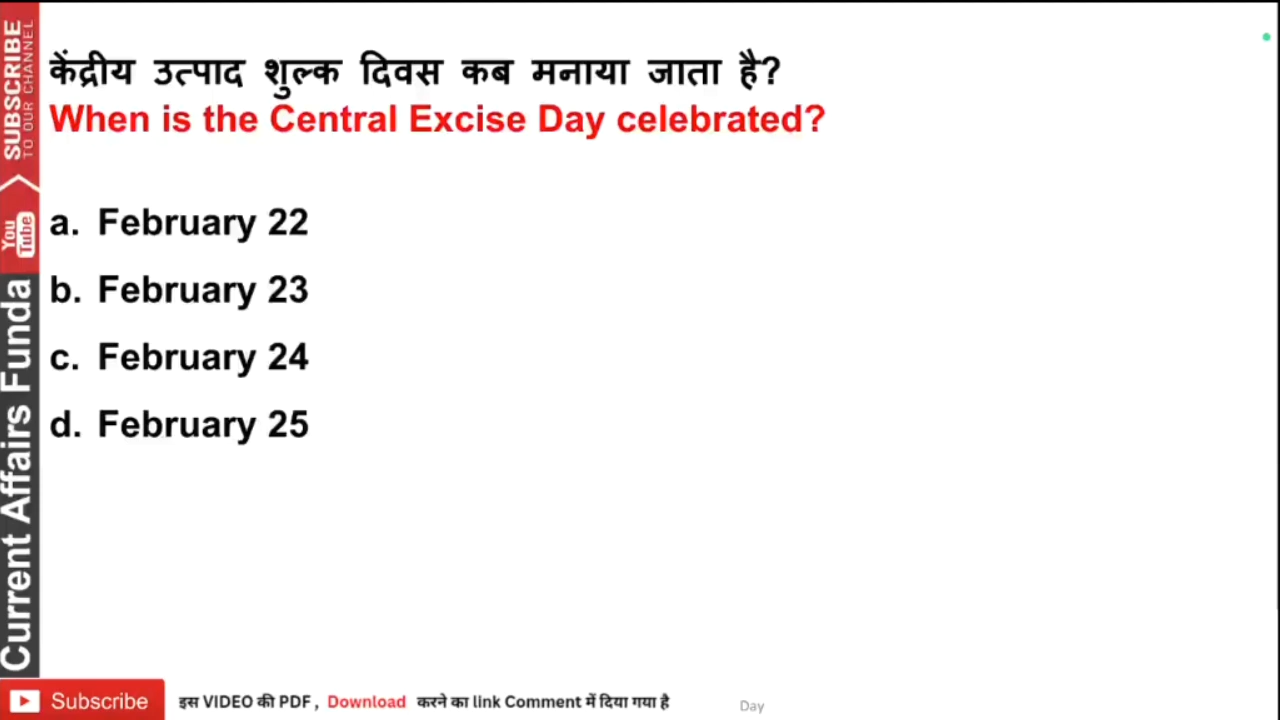 केंद्रीय उत्पाद शुल्क दिवस कब मनाया जाता है?
When is the Central Excise Day celebrated?
a. February 22
b. February 23
c. February 24
d. February 25
SUBSCRIBE
TO OUR CHANNEL
You
Tube
Current Affairs Funda
Subscribe
इस VIDEO की PDF , Download करने का link Comment में दिया गया है
Day